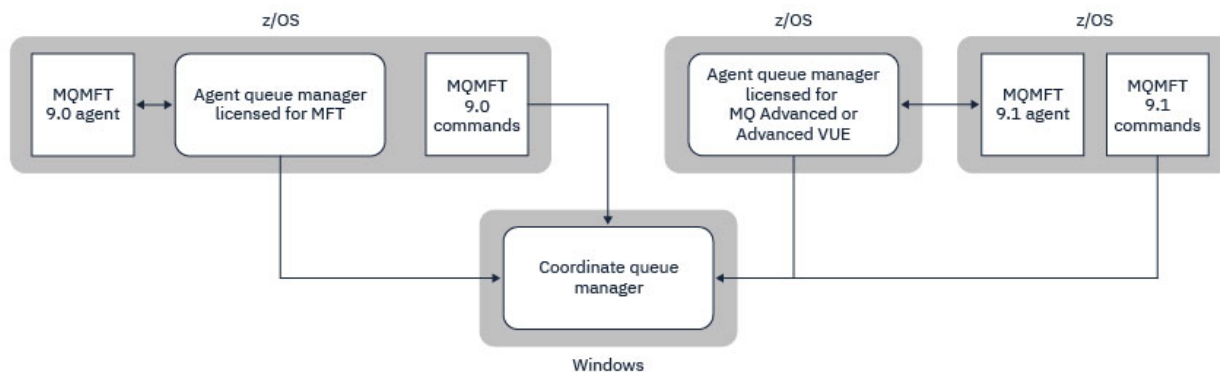 z/OS
z/OS
z/OS
MQMFT
9.0 agent
Agent queue manager
licensed for MFT
MQMFT
9.0
commands
Agent queue manager
licensed for
MQ Advanced or
Advanced VUE
MQMFT
9.1 agent
MQMFT
9.1
commands
Coordinate queue
manager
Windows